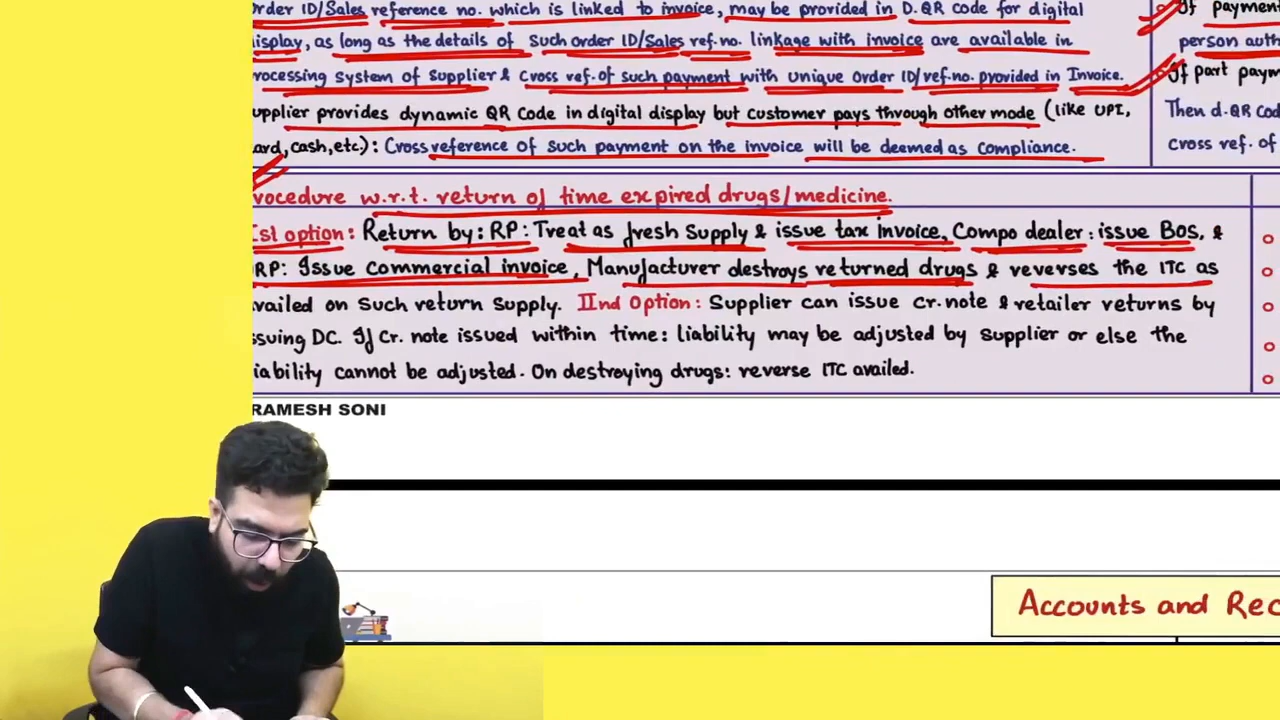 order ID/Sales reference no. which is linked to invoice, may be provided in D.QR code for digital
display, as long as the details of such order ID/Sales ref.no. linkage with invoice are available in
rocessing system of Supplier & Cross ref.of such payment with unique Order ID/ref.no.provided in Invoice.
upplier provides dynamic QR Code in digital display but customer pays through other mode (like UPI,
ard,cash,etc.): Cross reference of such payment on the invoice will be deemed as compliance.
If payment
person auth
If part paym
Then d.QR Cod
Cross ref. of
rocedure w.r.t. return of time expired drugs/medicine.
Ist option: Return by: RP: Treat as fresh Supply & issue tax invoice, Compo dealer: issue BoS, &
RP: Issue Commercial invoice, Manufacturer destroys returned drugs & reverses the ITC as
availed on such return supply. IInd Option: Supplier can issue cr.note & retailer returns by
ssuing DC. If Cr. note issued within time: liability may be adjusted by supplier or else the
iability cannot be adjusted. On destroying drugs: reverse ITC availed.
RAMESH SONI
Accounts and Rec